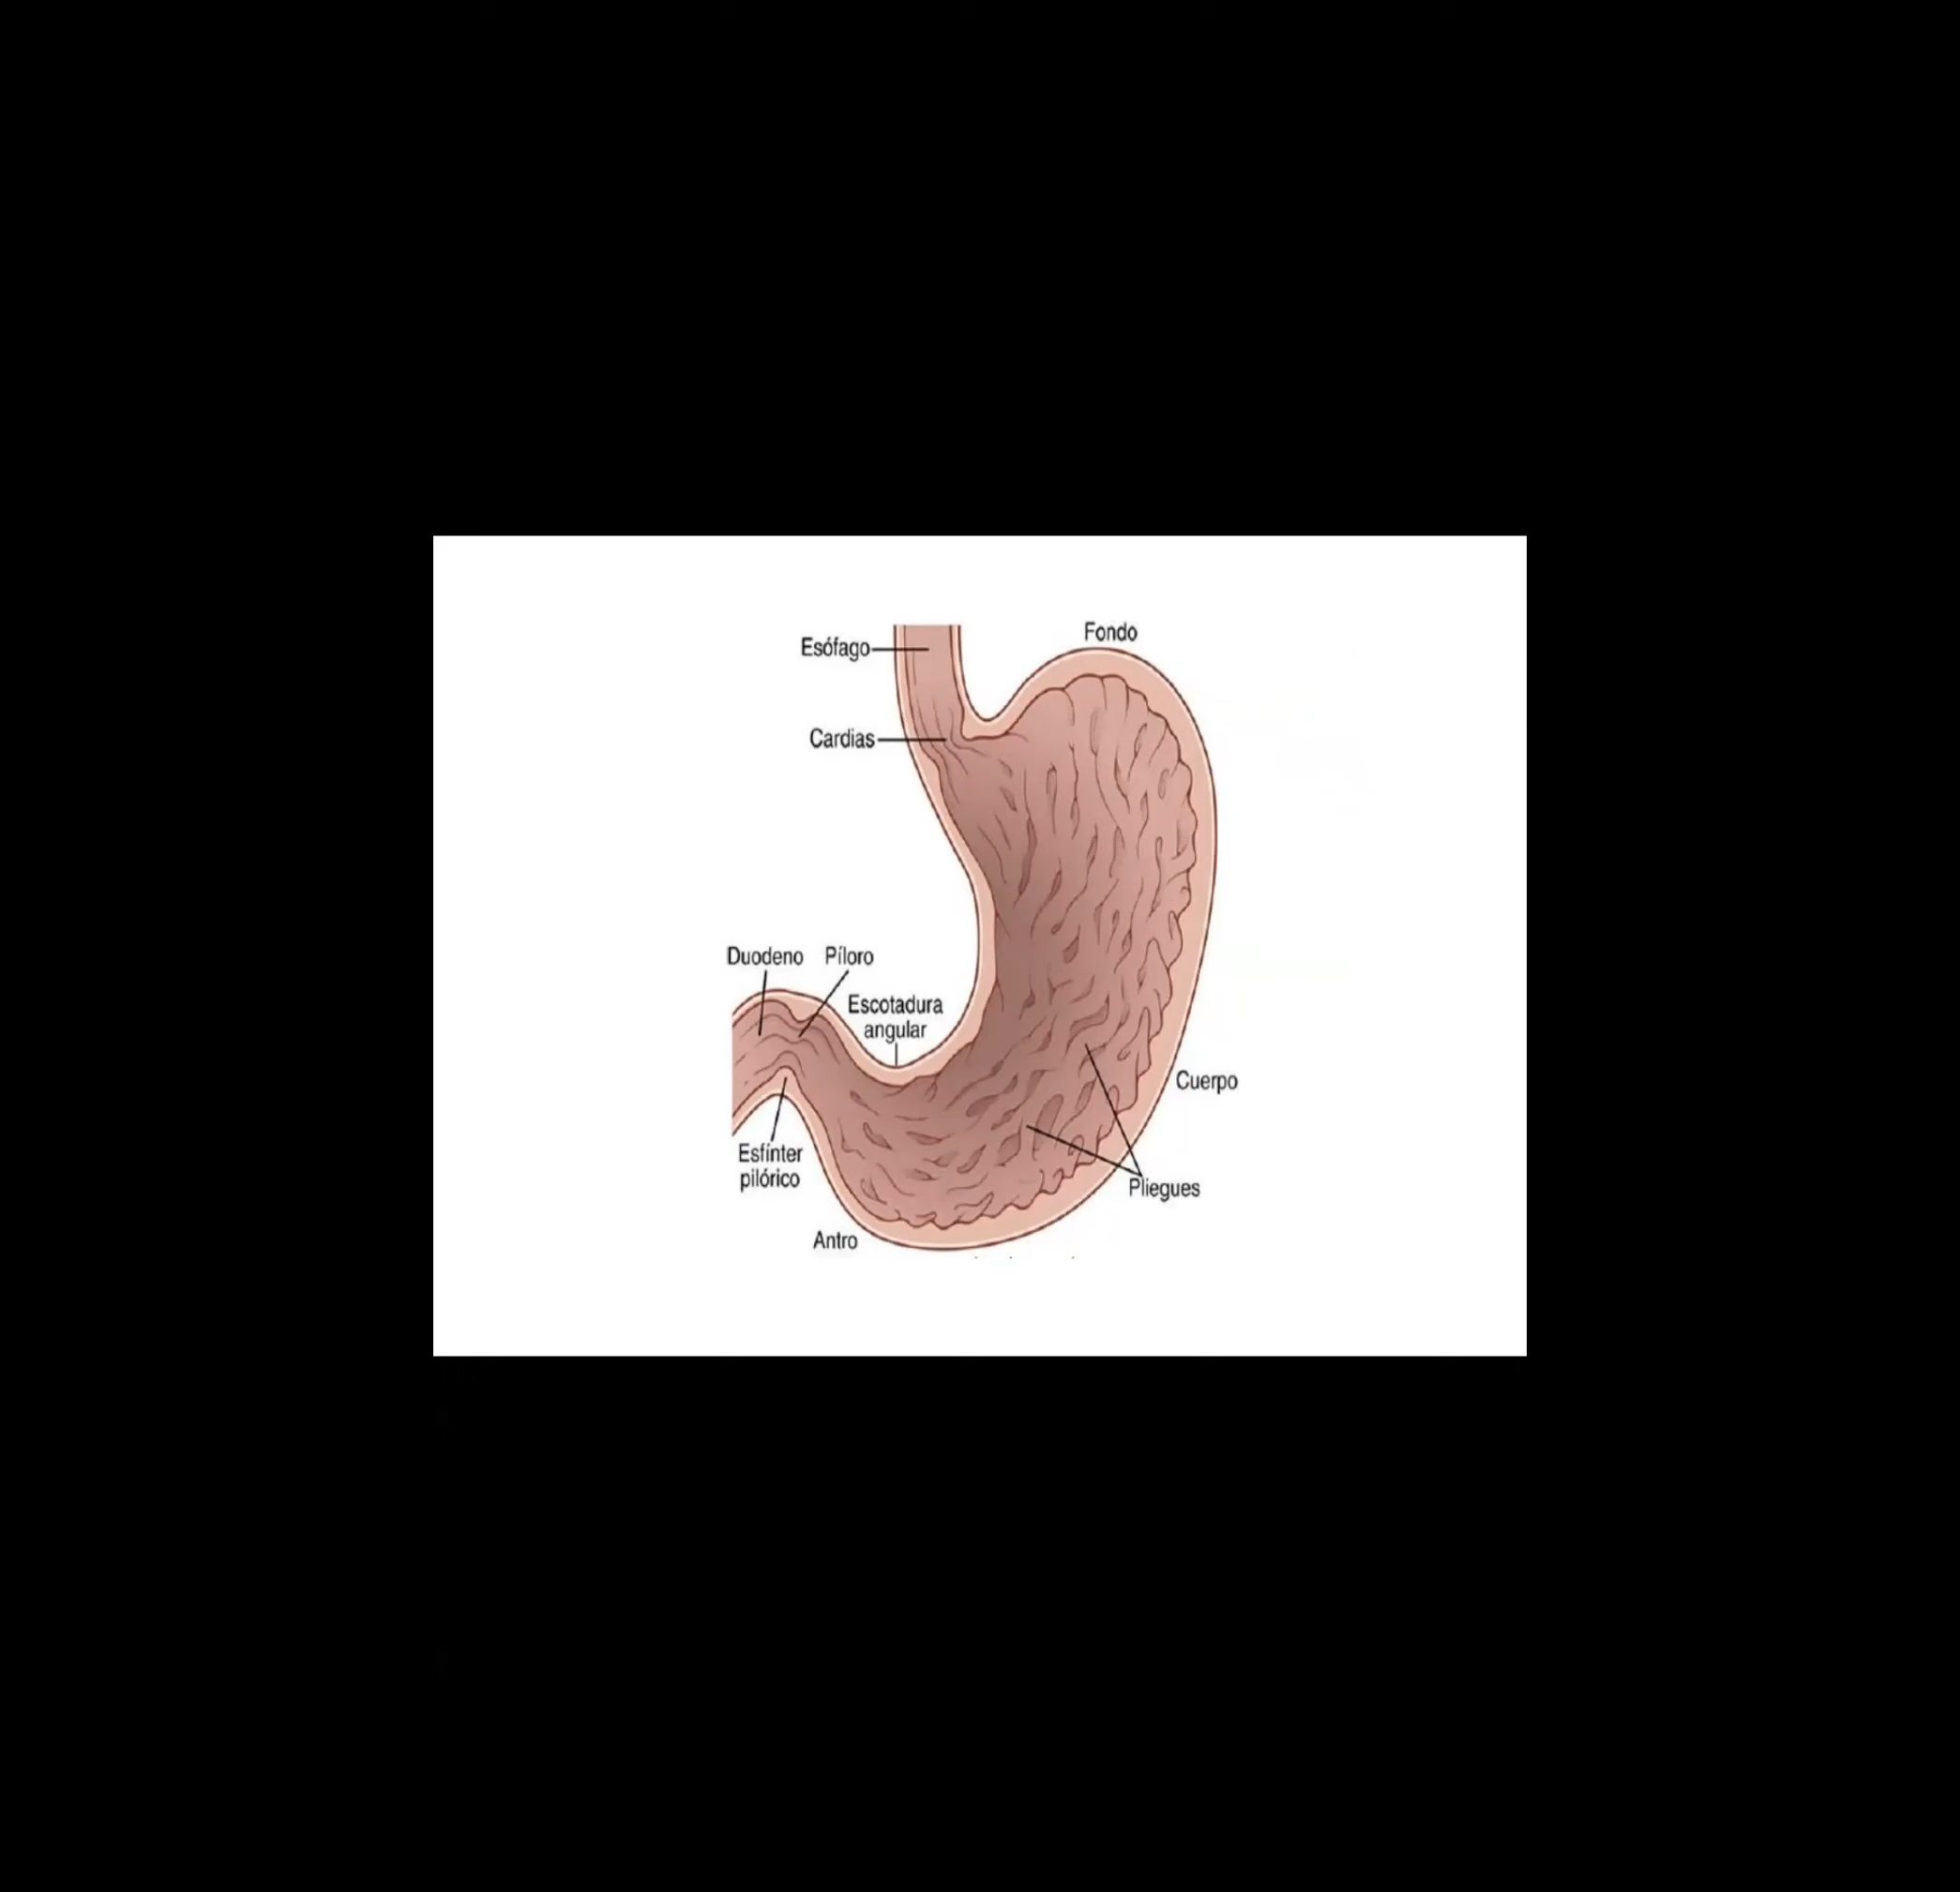 Fondo
Esófago
Cardias
Duodeno
Píloro
Escotadura
angular
Cuerpo
Esfínter
pilórico
Pliegues
Antro